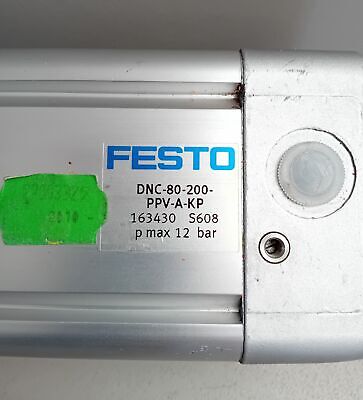 FESTO
DNC-80-200-
PPV-A-KP
163430 S608
p max 12 bar